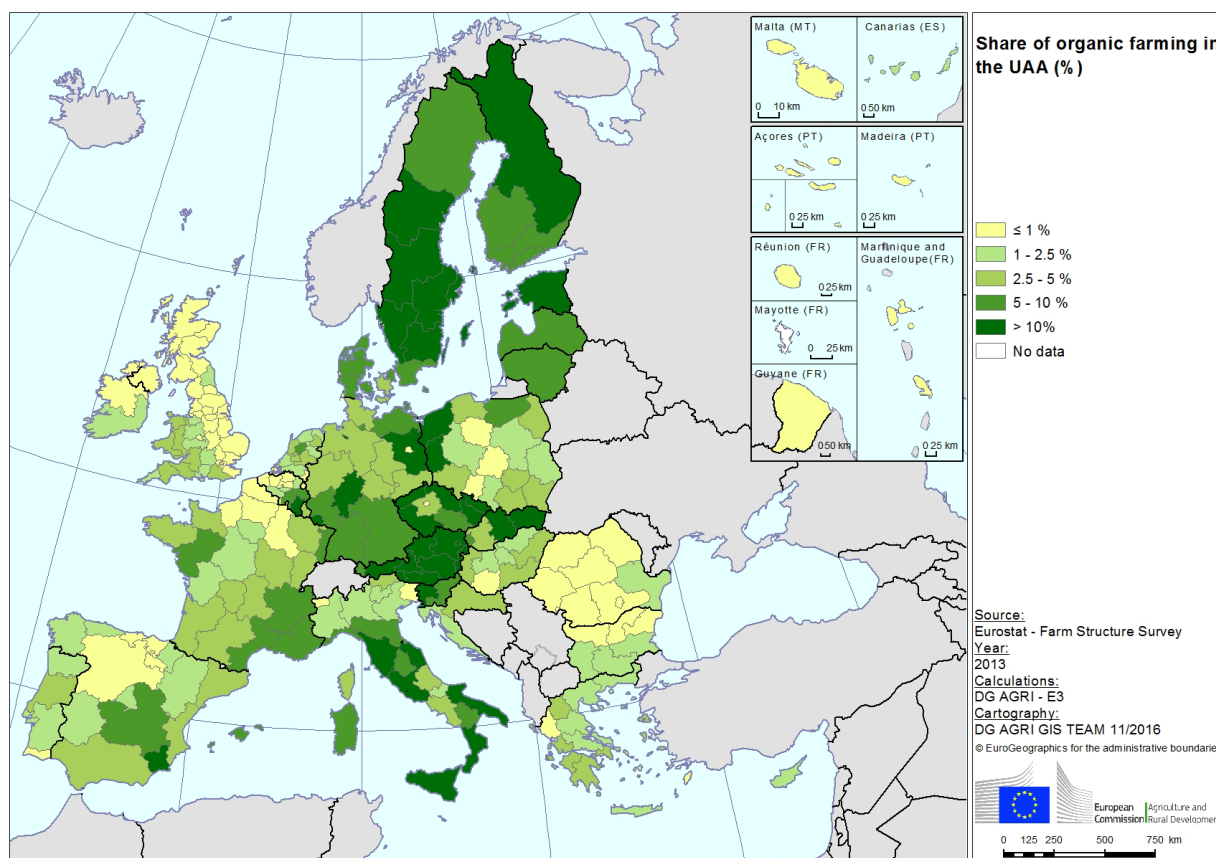 Malta (MT)
0 10 km
Canarias (ES)
0 50 km
Açores (PT)
0 25 km
Madeira (PT)
0 25 km
Réunion (FR)
0 25 km
Martinique and
Guadeloupe(FR)
Mayotte (FR)
0 25 km
Guyane (FR)
0 50 km
0 25 km
Share of organic farming in
the UAA (%)
≤ 1 %
1 - 2.5 %
2.5 - 5 %
5 - 10 %
> 10%
No data
Source:
Eurostat - Farm Structure Survey
Year:
2013
Calculations:
DG AGRI - E3
Cartography:
DG AGRI GIS TEAM 11/2016
© EuroGeographics for the administrative boundarie
European
Commission
Agriculture and
Rural Developmen
0 125 250 500 750 km